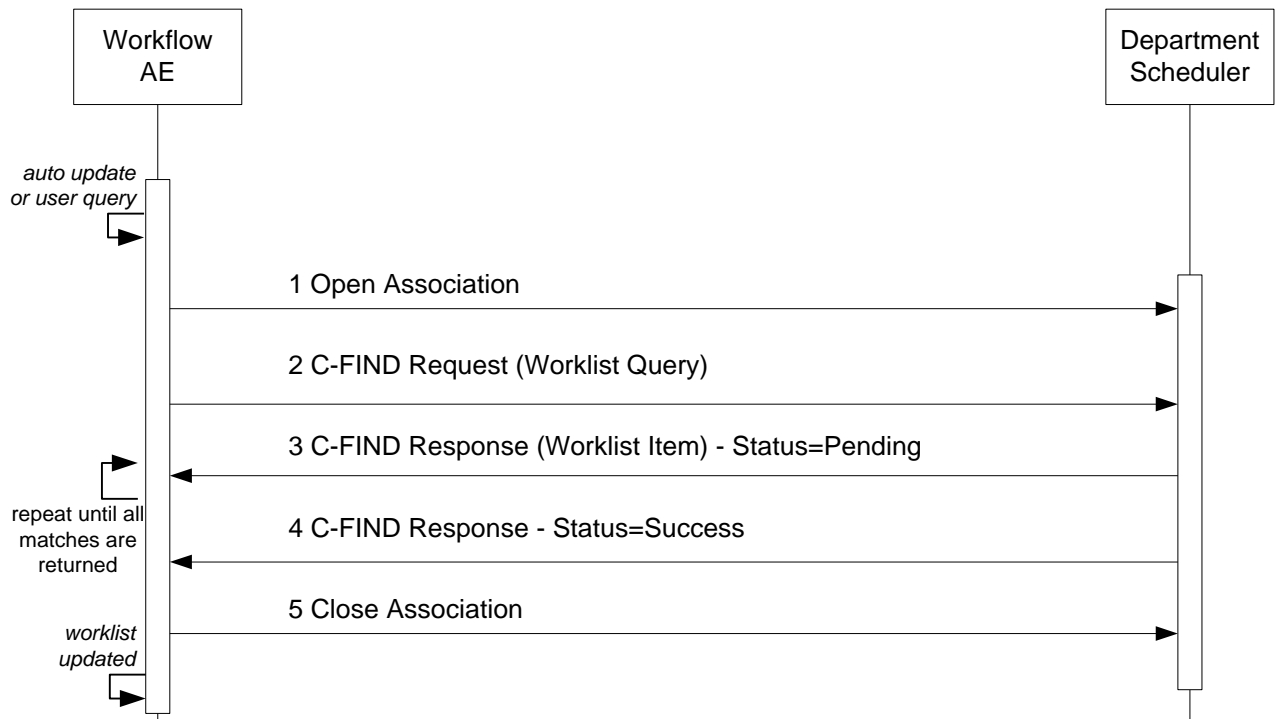 Workflow
AE
Department
Scheduler
auto update
or user query
1 Open Association
2 C-FIND Request (Worklist Query)
3 C-FIND Response (Worklist Item) - Status=Pending
repeat until all
matches are
returned
4 C-FIND Response - Status=Success
5 Close Association
worklist
updated